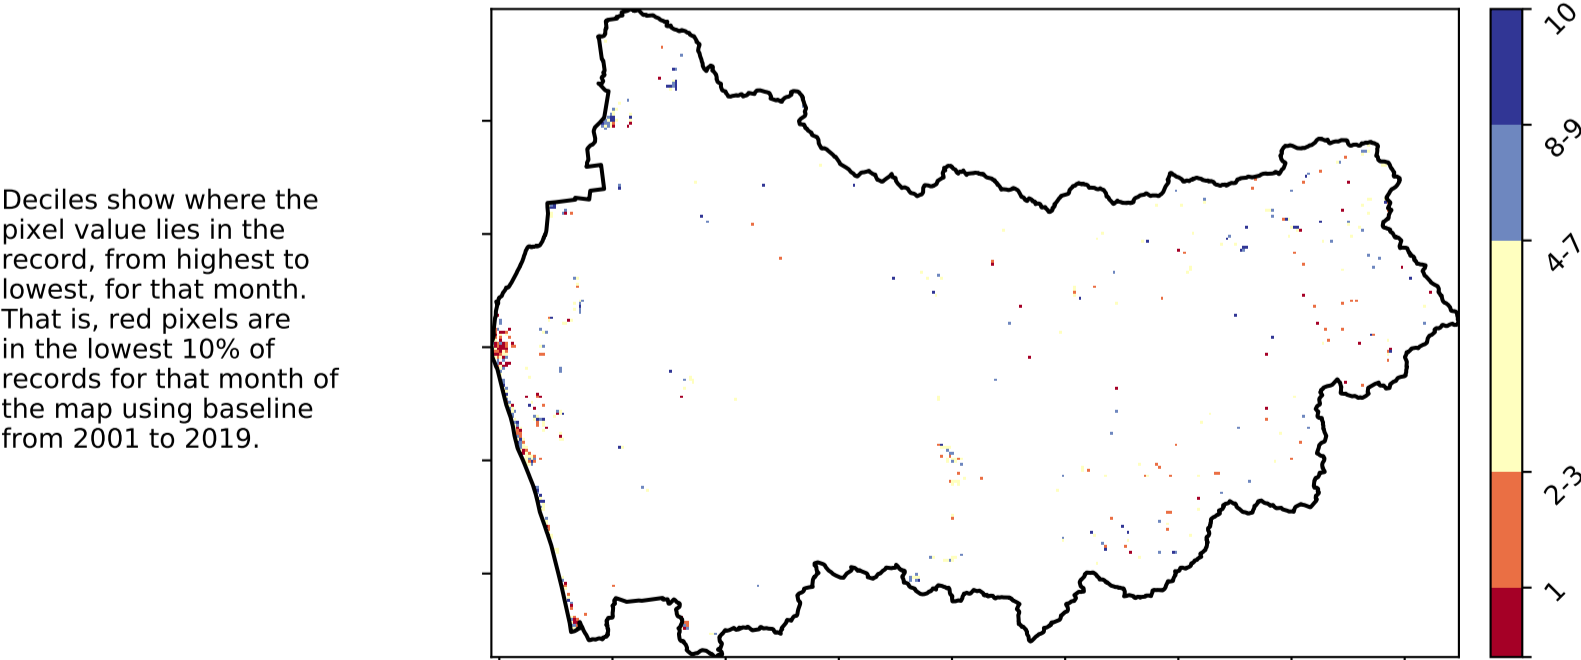 Deciles show where the
pixel value lies in the
record, from highest to
lowest, for that month.
That is, red pixels are
in the lowest 10% of
records for that month of
the map using baseline
from 2001 to 2019.
10
8-9
4-7
2-3
1